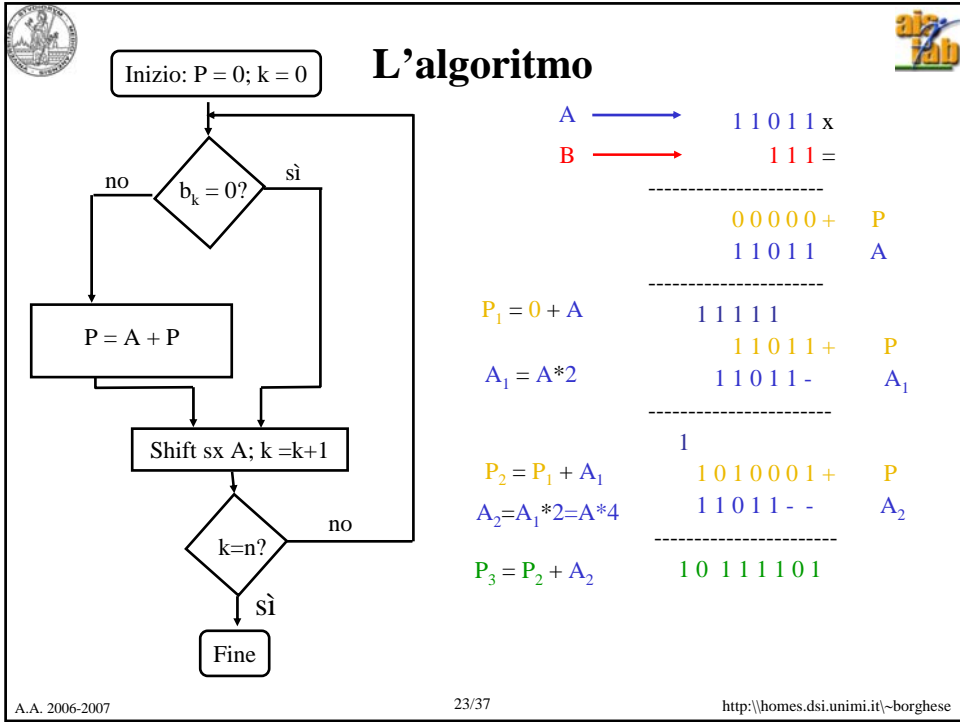 L'algoritmo
Inizio: P = 0; k = 0
b_k = 0?
no
sì
P = A + P
Shift sx A; k =k+1
k=n?
no
sì
Fine
A 1 1 0 1 1 x
B 1 1 1 =
----------------------
0 0 0 0 0 + P
1 1 0 1 1 A
----------------------
P_1 = 0 + A 1 1 1 1 1
1 1 0 1 1 + P
A_1 = A*2 1 1 0 1 1 - A_1
-----------------------
1
P_2 = P_1 + A_1 1 0 1 0 0 0 1 + P
A_2=A_1*2=A*4 1 1 0 1 1 - - A_2
-----------------------
P_3 = P_2 + A_2 1 0 1 1 1 1 0 1
ais
lab
A.A. 2006-2007
23/37
http:\\homes.dsi.unimi.it\~borghese